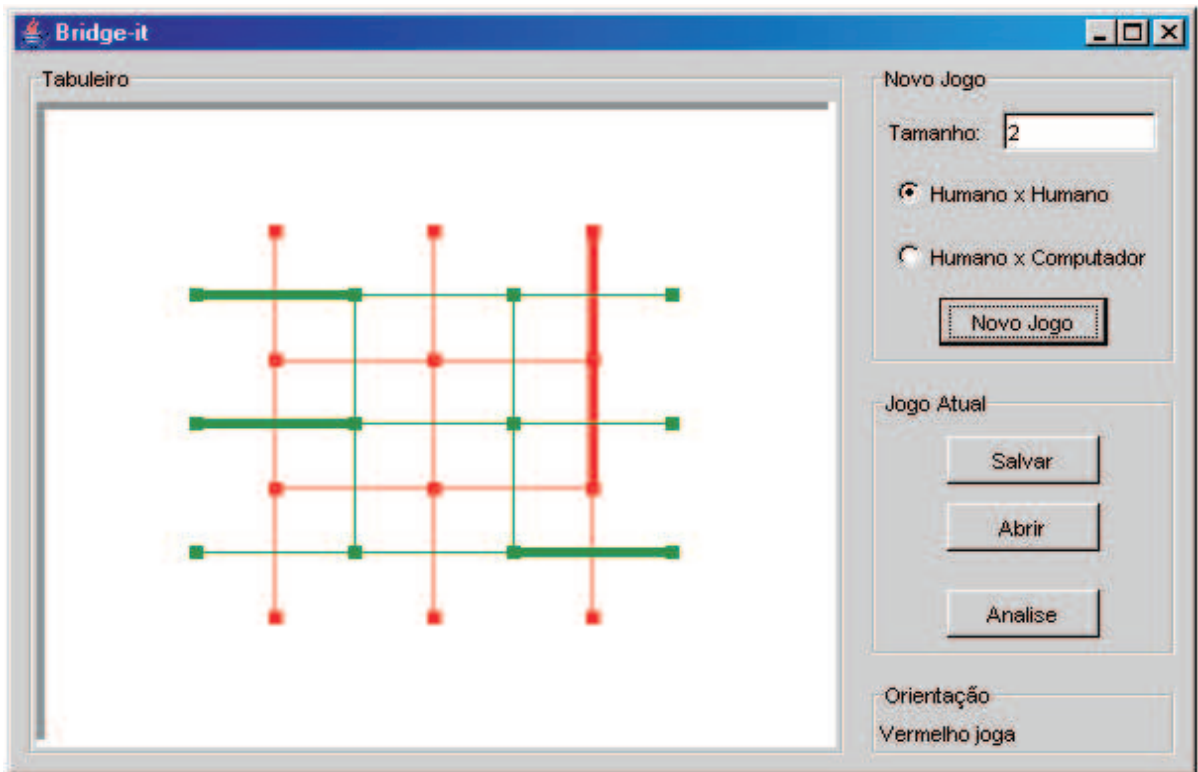 Bridge-it
Tabuleiro
Novo Jogo
Tamanho: 2
Humano x Humano
Humano x Computador
Novo Jogo
Jogo Atual
Salvar
Abrir
Analise
Orientação
Vermelho joga